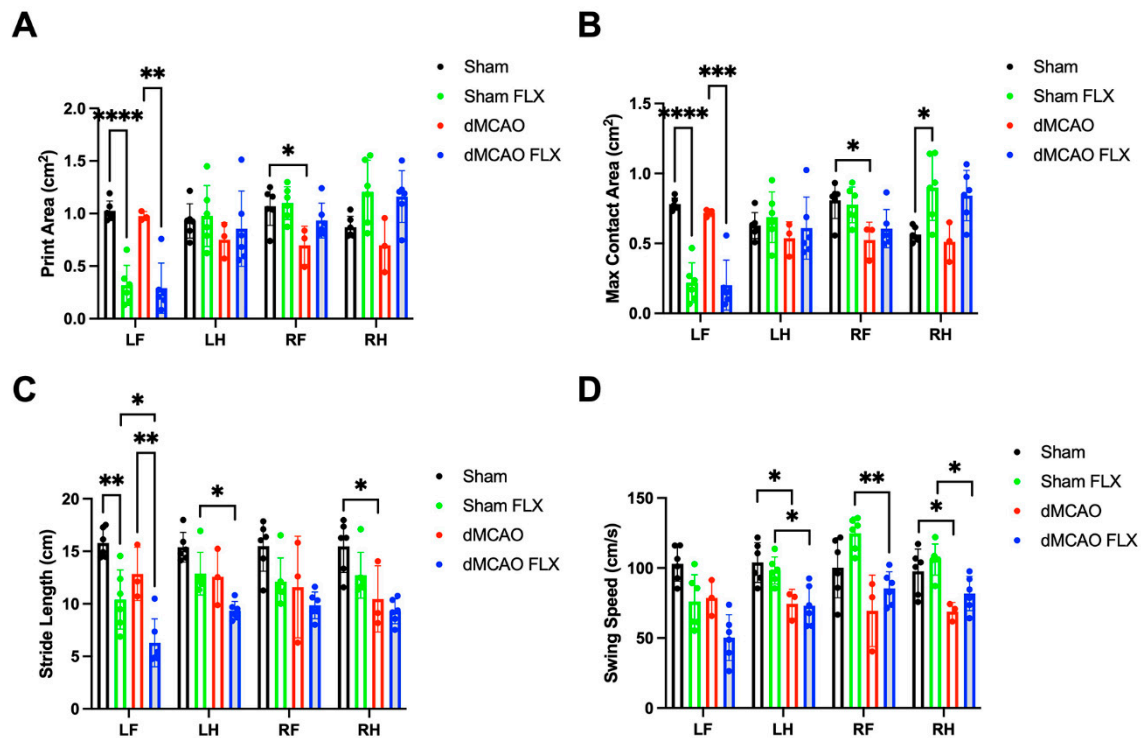 A
Sham
Sham FLX
dMCAO
dMCAO FLX
Print Area (cm²)
2.0
1.5
1.0
0.5
0.0
**
****
*
LF
LH
RF
RH
B
Sham
Sham FLX
dMCAO
dMCAO FLX
Max Contact Area (cm²)
1.5
1.0
0.5
0.0
***
****
*
*
LF
LH
RF
RH
C
Sham
Sham FLX
dMCAO
dMCAO FLX
Stride Length (cm)
20
15
10
5
0
*
**
**
*
*
LF
LH
RF
RH
D
Sham
Sham FLX
dMCAO
dMCAO FLX
Swing Speed (cm/s)
150
100
50
0
*
*
**
*
*
LF
LH
RF
RH